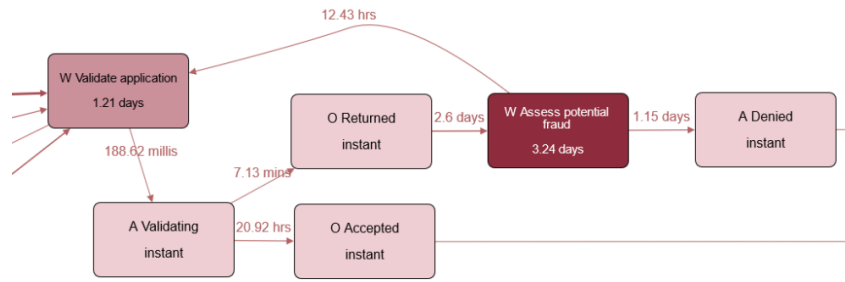 12.43 hrs
W Validate application
1.21 days
188.62 millis
O Returned
instant
2.6 days
W Assess potential
fraud
3.24 days
1.15 days
A Denied
instant
7.13 mins
A Validating
instant
20.92 hrs
O Accepted
instant